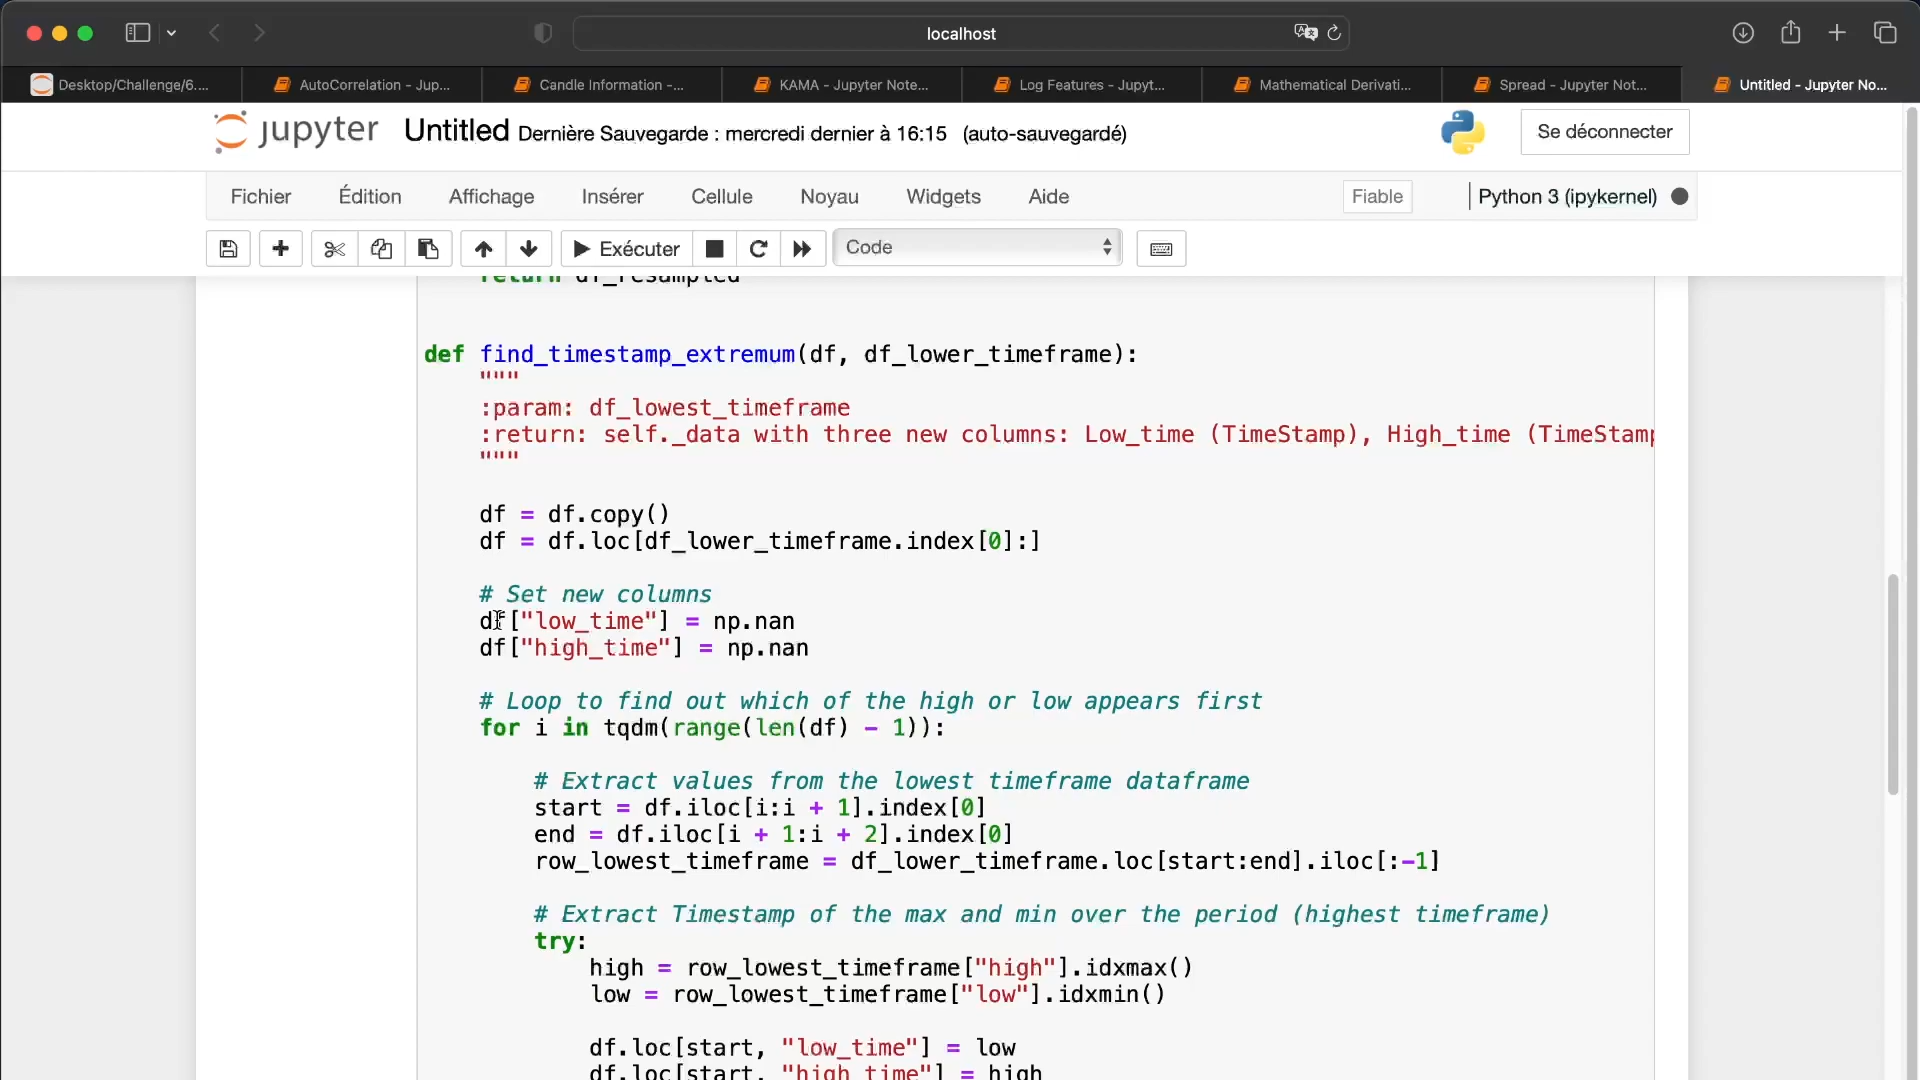 localhost
Desktop/Challenge/6....
AutoCorrelation - Jup...
Candle Information -...
KAMA - Jupyter Note...
Log Features - Jupyt...
Mathematical Derivati...
Spread - Jupyter Not...
Untitled - Jupyter No...
jupyter Untitled Dernière Sauvegarde : mercredi dernier à 16:15 (auto-sauvegardé)
Se déconnecter
Fichier Édition Affichage Insérer Cellule Noyau Widgets Aide
Fiable
Python 3 (ipykernel)
Exécuter
Code
return df_resampled
def find_timestamp_extremum(df, df_lower_timeframe):
"""
:param: df_lowest_timeframe
:return: self._data with three new columns: Low_time (TimeStamp), High_time (TimeStamp
"""
df = df.copy()
df = df.loc[df_lower_timeframe.index[0]:]
# Set new columns
df["low_time"] = np.nan
df["high_time"] = np.nan
# Loop to find out which of the high or low appears first
for i in tqdm(range(len(df) - 1)):
# Extract values from the lowest timeframe dataframe
start = df.iloc[i:i + 1].index[0]
end = df.iloc[i + 1:i + 2].index[0]
row_lowest_timeframe = df_lower_timeframe.loc[start:end].iloc[:-1]
# Extract Timestamp of the max and min over the period (highest timeframe)
try:
high = row_lowest_timeframe["high"].idxmax()
low = row_lowest_timeframe["low"].idxmin()
df.loc[start, "low_time"] = low
df.loc[start, "high_time"] = high